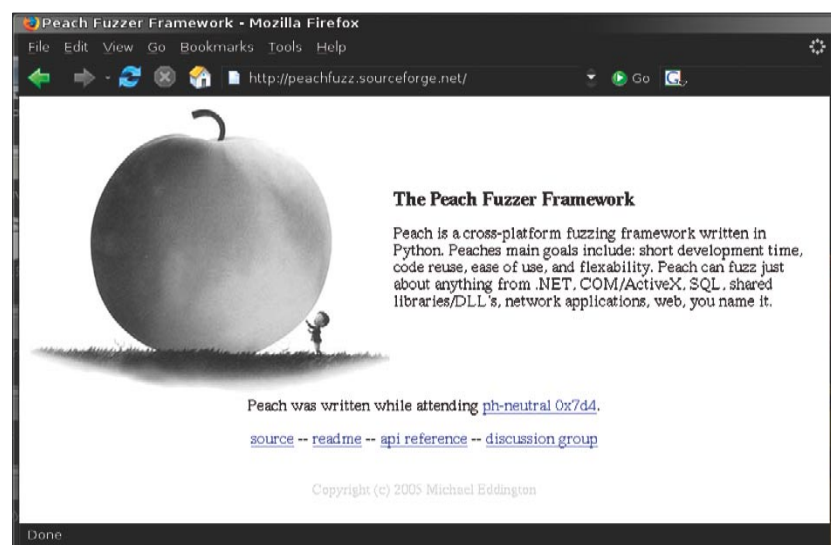 Peach Fuzzer Framework - Mozilla Firefox
File Edit View Go Bookmarks Tools Help
http://peachfuzz.sourceforge.net/ Go G
The Peach Fuzzer Framework
Peach is a cross-platform fuzzing framework written in
Python. Peaches main goals include: short development time,
code reuse, ease of use, and flexability. Peach can fuzz just
about anything from .NET, COM/ActiveX, SQL, shared
libraries/DLL's, network applications, web, you name it.
Peach was written while attending ph-neutral 0x7d4.
source -- readme -- api reference -- discussion group
Copyright (c) 2005 Michael Eddington
Done